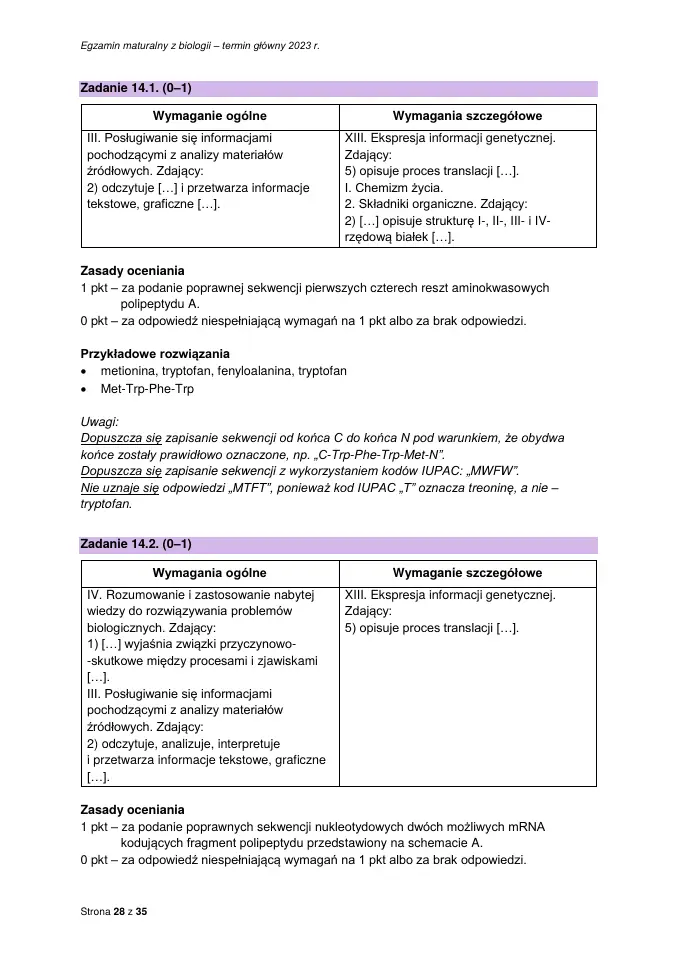 Egzamin maturalny z biologii – termin główny 2023 r.
Zadanie 14.1. (0–1)
Wymaganie ogólne
Wymagania szczegółowe
III. Posługiwanie się informacjami
pochodzącymi z analizy materiałów
źródłowych. Zdający:
2) odczytuje […] i przetwarza informacje
tekstowe, graficzne […].
XIII. Ekspresja informacji genetycznej.
Zdający:
5) opisuje proces translacji […].
I. Chemizm życia.
2. Składniki organiczne. Zdający:
2) […] opisuje strukturę I-, II-, III- i IV-
rzędową białek […].
Zasady oceniania
1 pkt – za podanie poprawnej sekwencji pierwszych czterech reszt aminokwasowych
polipeptydu A.
0 pkt – za odpowiedź niespełniającą wymagań na 1 pkt albo za brak odpowiedzi.
Przykładowe rozwiązania
• metionina, tryptofan, fenyloalanina, tryptofan
• Met-Trp-Phe-Trp
Uwagi:
Dopuszcza się zapisanie sekwencji od końca C do końca N pod warunkiem, że obydwa
końce zostały prawidłowo oznaczone, np. „C-Trp-Phe-Trp-Met-N”.
Dopuszcza się zapisanie sekwencji z wykorzystaniem kodów IUPAC: „MWFW”.
Nie uznaje się odpowiedzi „MTFT”, ponieważ kod IUPAC „T” oznacza treoninę, a nie –
tryptofan.
Zadanie 14.2. (0–1)
Wymagania ogólne
Wymaganie szczegółowe
IV. Rozumowanie i zastosowanie nabytej
wiedzy do rozwiązywania problemów
biologicznych. Zdający:
1) […] wyjaśnia związki przyczynowo-
-skutkowe między procesami i zjawiskami
[…].
III. Posługiwanie się informacjami
pochodzącymi z analizy materiałów
źródłowych. Zdający:
2) odczytuje, analizuje, interpretuje
i przetwarza informacje tekstowe, graficzne
[…].
XIII. Ekspresja informacji genetycznej.
Zdający:
5) opisuje proces translacji […].
Zasady oceniania
1 pkt – za podanie poprawnych sekwencji nukleotydowych dwóch możliwych mRNA
kodujących fragment polipeptydu przedstawiony na schemacie A.
0 pkt – za odpowiedź niespełniającą wymagań na 1 pkt albo za brak odpowiedzi.
Strona 28 z 35